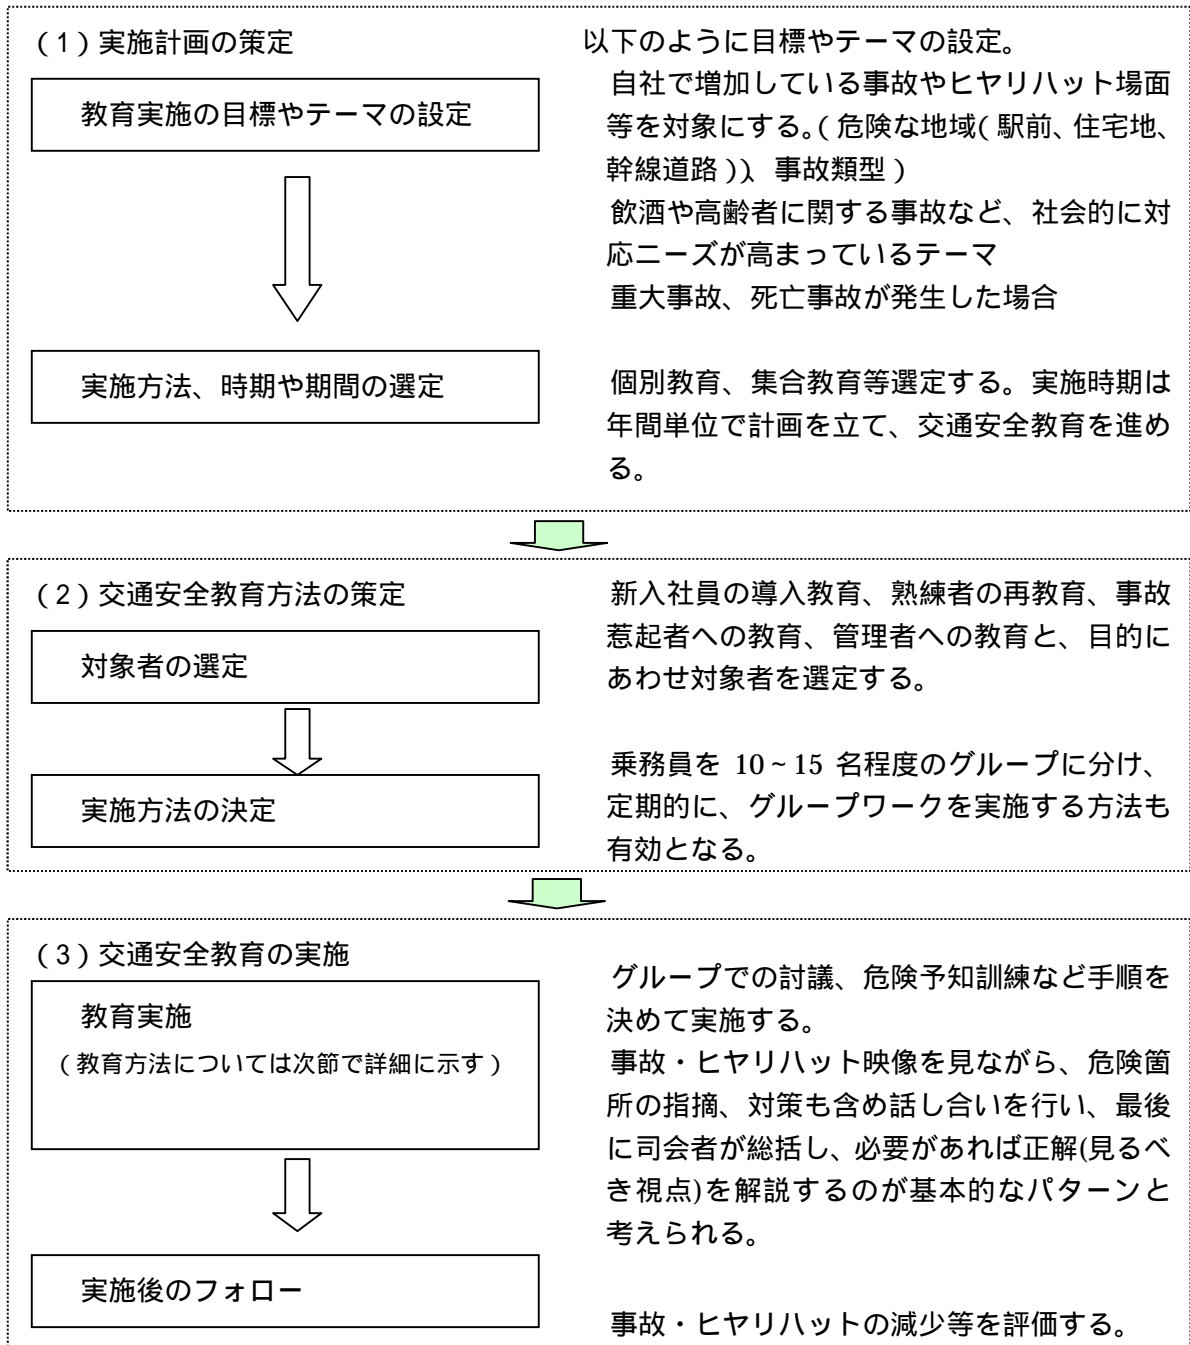 （1）実施計画の策定
教育実施の目標やテーマの設定
実施方法、時期や期間の選定
以下のように目標やテーマの設定。
自社で増加している事故やヒヤリハット場面
等を対象にする。（危険な地域（駅前、住宅地、
幹線道路））、事故類型）
飲酒や高齢者に関する事故など、社会的に対
応ニーズが高まっているテーマ
重大事故、死亡事故が発生した場合
個別教育、集合教育等選定する。実施時期は
年間単位で計画を立て、交通安全教育を進め
る。
（2）交通安全教育方法の策定
対象者の選定
実施方法の決定
新入社員の導入教育、熟練者の再教育、事故
惹起者への教育、管理者への教育と、目的に
あわせ対象者を選定する。
乗務員を 10～15 名程度のグループに分け、
定期的に、グループワークを実施する方法も
有効となる。
（3）交通安全教育の実施
教育実施
（教育方法については次節で詳細に示す）
実施後のフォロー
グループでの討議、危険予知訓練など手順を
決めて実施する。
事故・ヒヤリハット映像を見ながら、危険箇
所の指摘、対策も含め話し合いを行い、最後
に司会者が総括し、必要があれば正解(見るべ
き視点)を解説するのが基本的なパターンと
考えられる。
事故・ヒヤリハットの減少等を評価する。